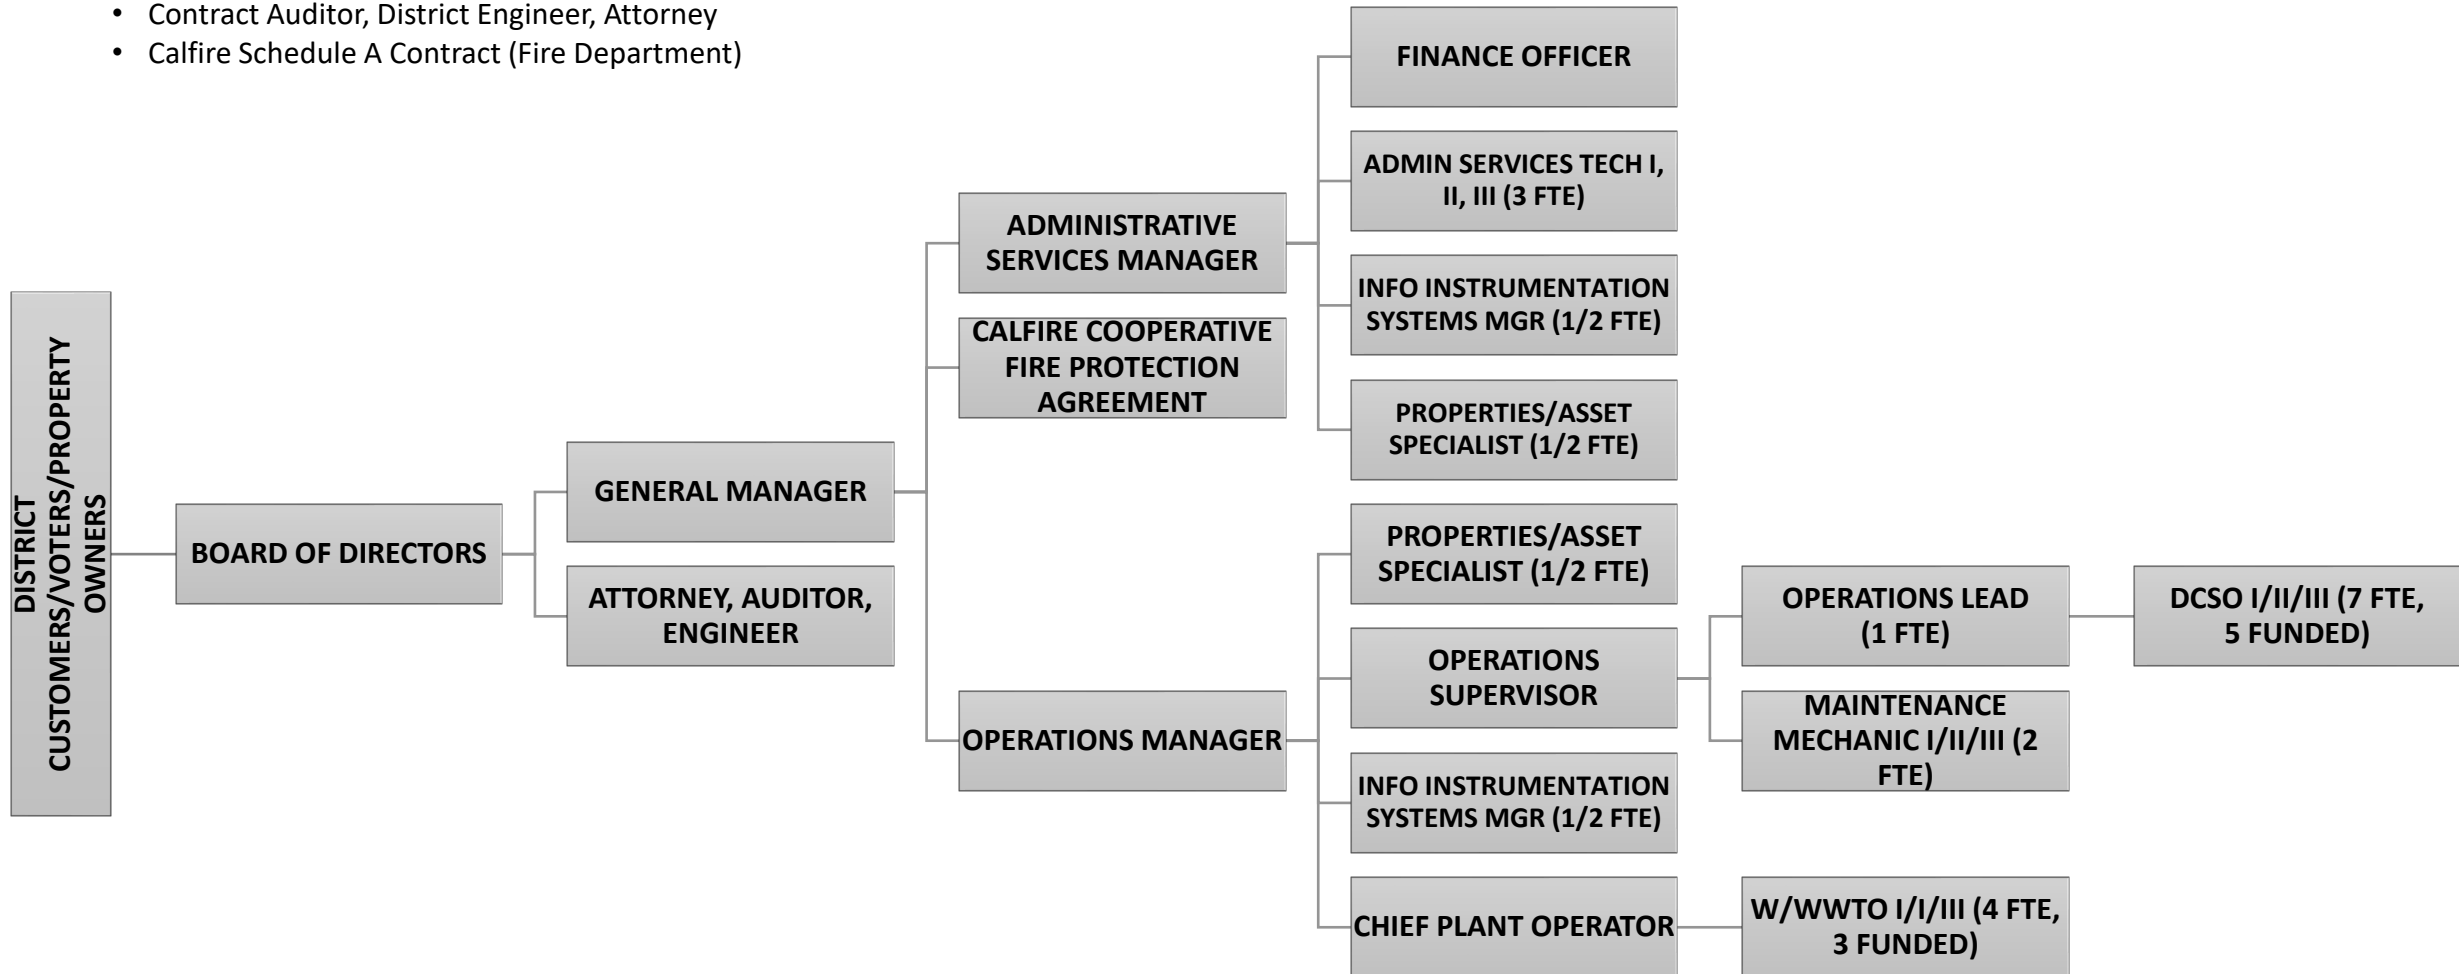 • Contract Auditor, District Engineer, Attorney
• Calfire Schedule A Contract (Fire Department)
DISTRICT
CUSTOMERS/VOTERS/PROPERTY
OWNERS
BOARD OF DIRECTORS
GENERAL MANAGER
ATTORNEY, AUDITOR,
ENGINEER
ADMINISTRATIVE
SERVICES MANAGER
CALFIRE COOPERATIVE
FIRE PROTECTION
AGREEMENT
OPERATIONS MANAGER
FINANCE OFFICER
ADMIN SERVICES TECH I,
II, III (3 FTE)
INFO INSTRUMENTATION
SYSTEMS MGR (1/2 FTE)
PROPERTIES/ASSET
SPECIALIST (1/2 FTE)
PROPERTIES/ASSET
SPECIALIST (1/2 FTE)
OPERATIONS
SUPERVISOR
INFO INSTRUMENTATION
SYSTEMS MGR (1/2 FTE)
CHIEF PLANT OPERATOR
OPERATIONS LEAD
(1 FTE)
MAINTENANCE
MECHANIC I/II/III (2
FTE)
W/WWTO I/I/III (4 FTE,
3 FUNDED)
DCSO I/II/III (7 FTE,
5 FUNDED)